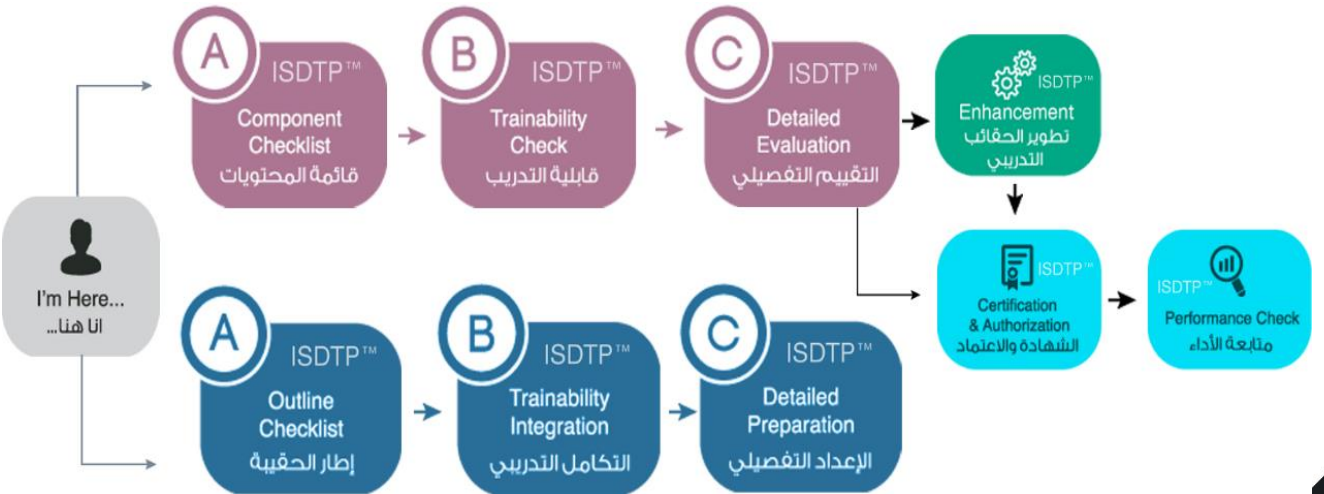 A
ISDTP™
Component
Checklist
قائمة المحتويات
B
ISDTP™
Trainability
Check
قابلية التدريب
C
ISDTP™
Detailed
Evaluation
التقييم التفصيلي
ISDTP™
Enhancement
تطوير الحقائب
التدريبي
I'm Here...
انا هنا...
ISDTP™
Certification
& Authorization
الشهادة والاعتماد
ISDTP™
Performance Check
متابعة الأداء
A
ISDTP™
Outline
Checklist
إطار الحقيبة
B
ISDTP™
Trainability
Integration
التكامل التدريبي
C
ISDTP™
Detailed
Preparation
الإعداد التفصيلي